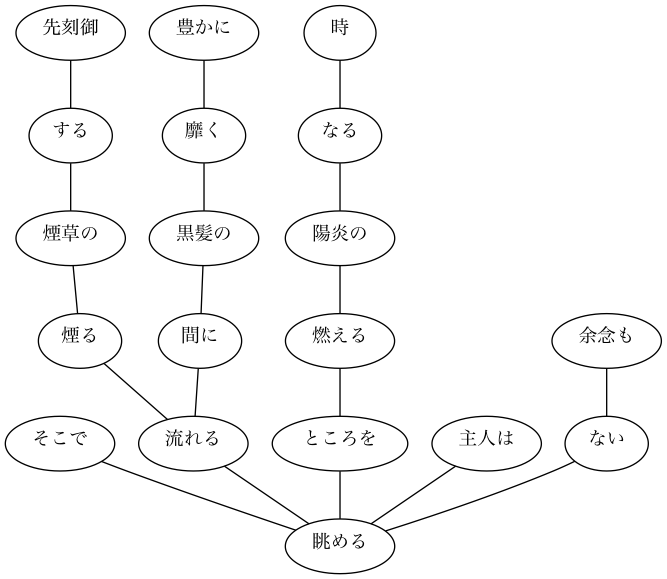 先刻御
豊かに
時
する
靡く
なる
煙草の
黒髪の
陽炎の
煙る
間に
燃える
余念も
そこで
流れる
ところを
主人は
ない
眺める